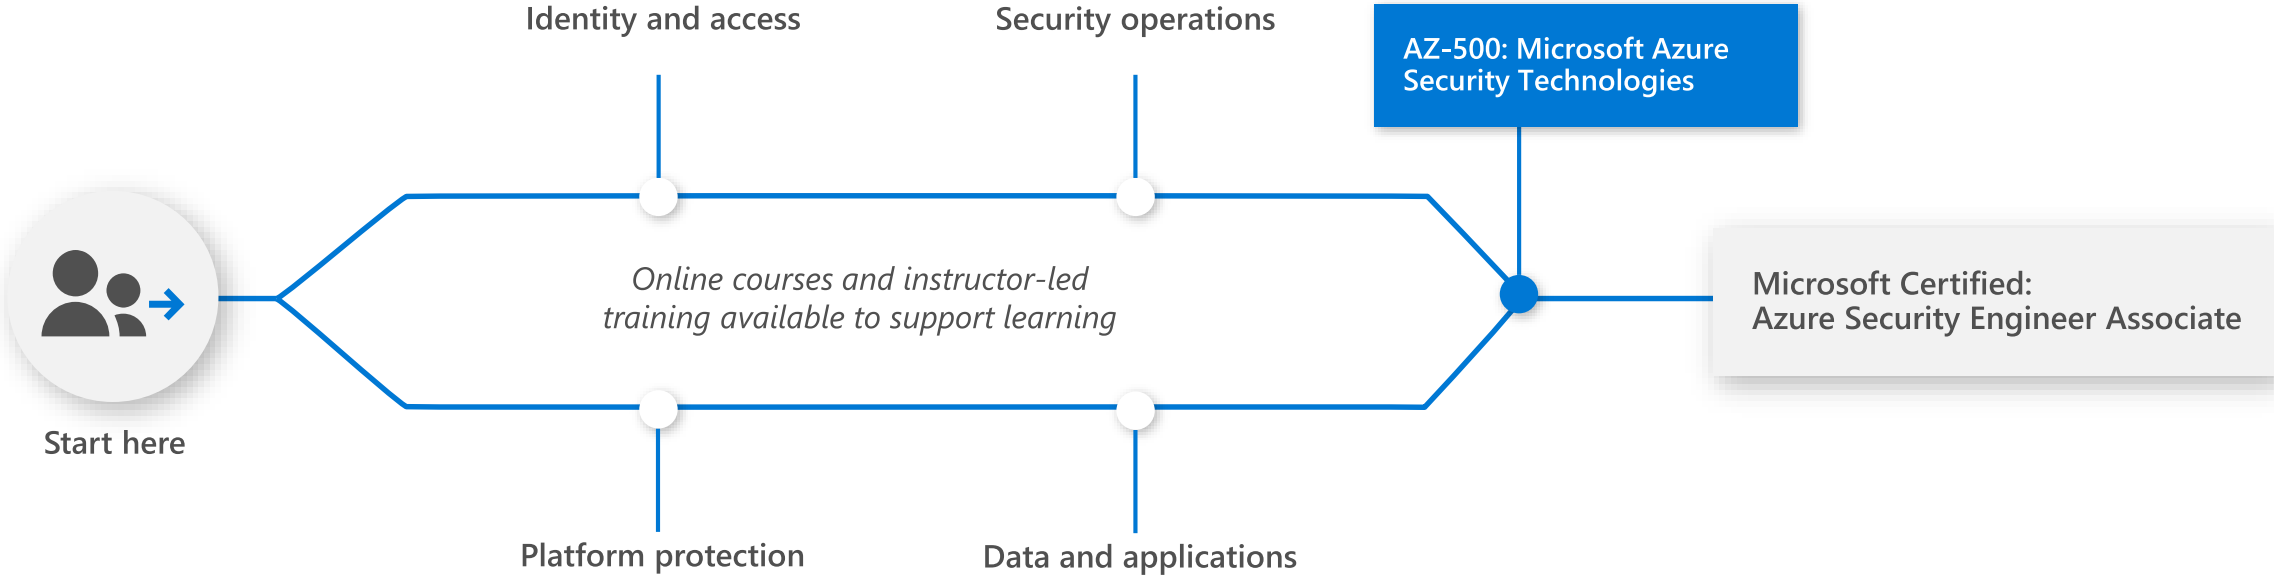 Identity and access
Security operations
AZ-500: Microsoft Azure
Security Technologies
Online courses and instructor-led
training available to support learning
Microsoft Certified:
Azure Security Engineer Associate
Start here
Platform protection
Data and applications